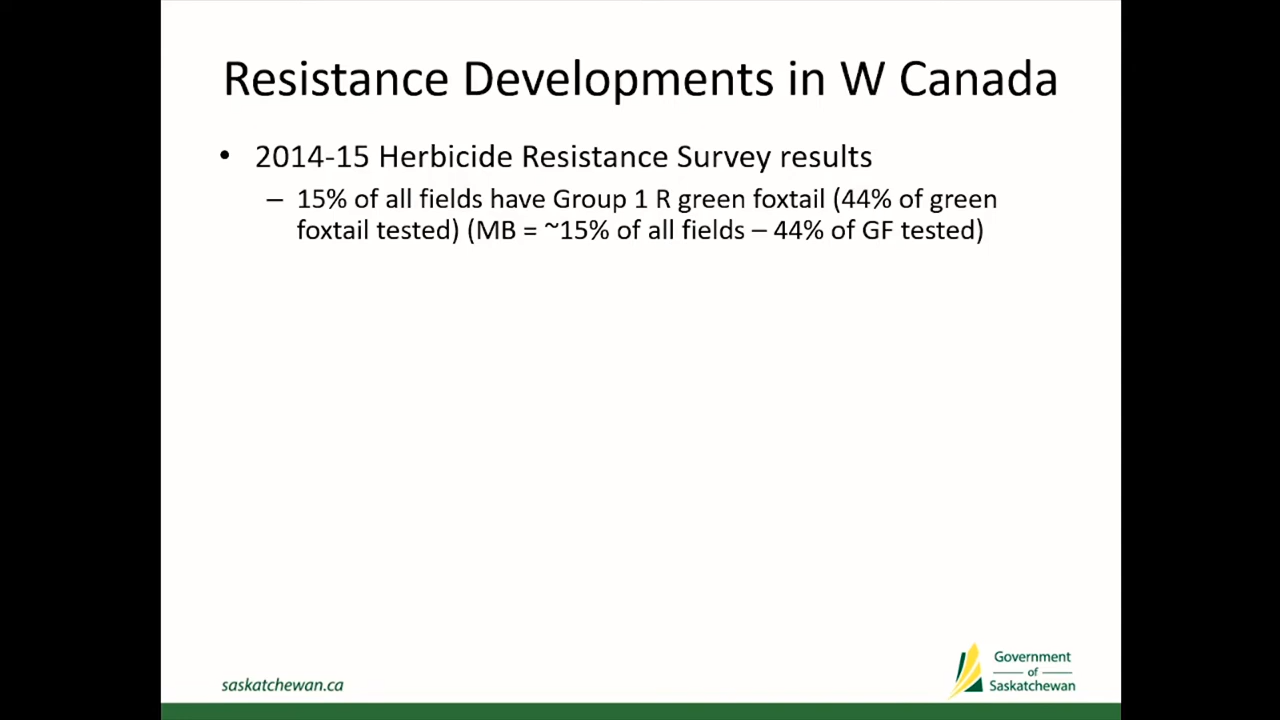 Resistance Developments in W Canada
• 2014-15 Herbicide Resistance Survey results
– 15% of all fields have Group 1 R green foxtail (44% of green
foxtail tested) (MB = ~15% of all fields – 44% of GF tested)
saskatchewan.ca
Government
of
Saskatchewan